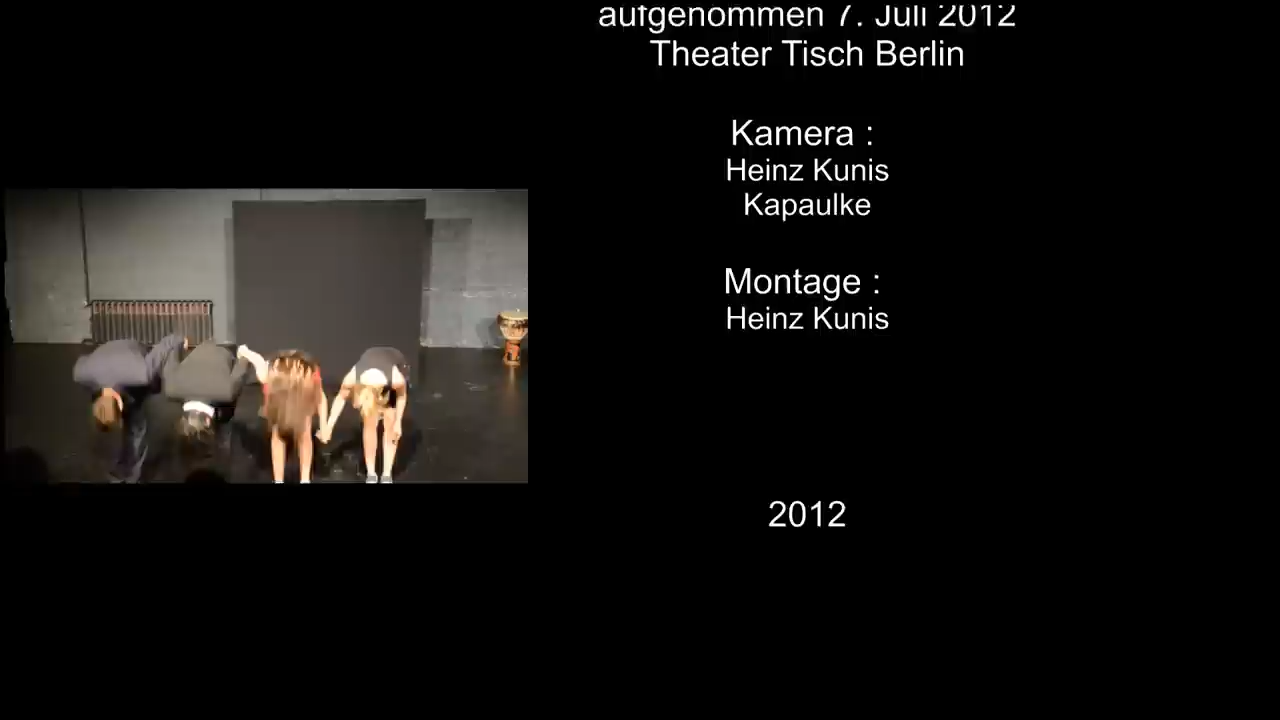 aufgenommen 7. Juli 2012
Theater Tisch Berlin
Kamera :
Heinz Kunis
Kapaulke
Montage :
Heinz Kunis
2012